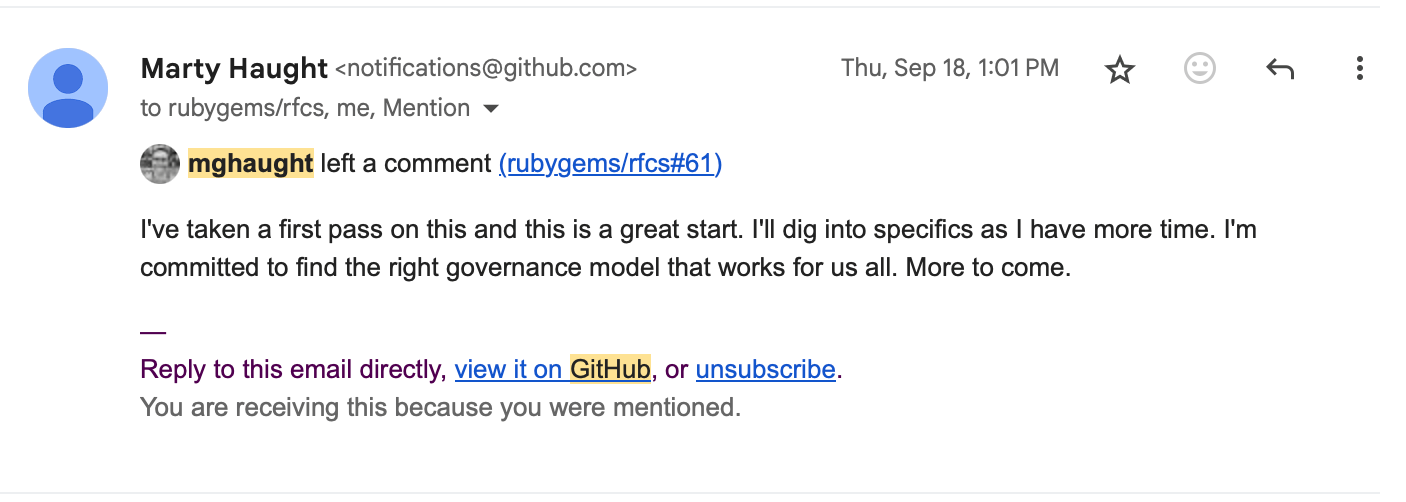 Marty Haught <notifications@github.com>
Thu, Sep 18, 1:01 PM
to rubygems/rfcs, me, Mention
mghaught left a comment (rubygems/rfcs#61)
I've taken a first pass on this and this is a great start. I'll dig into specifics as I have more time. I'm
committed to find the right governance model that works for us all. More to come.
—
Reply to this email directly, view it on GitHub, or unsubscribe.
You are receiving this because you were mentioned.